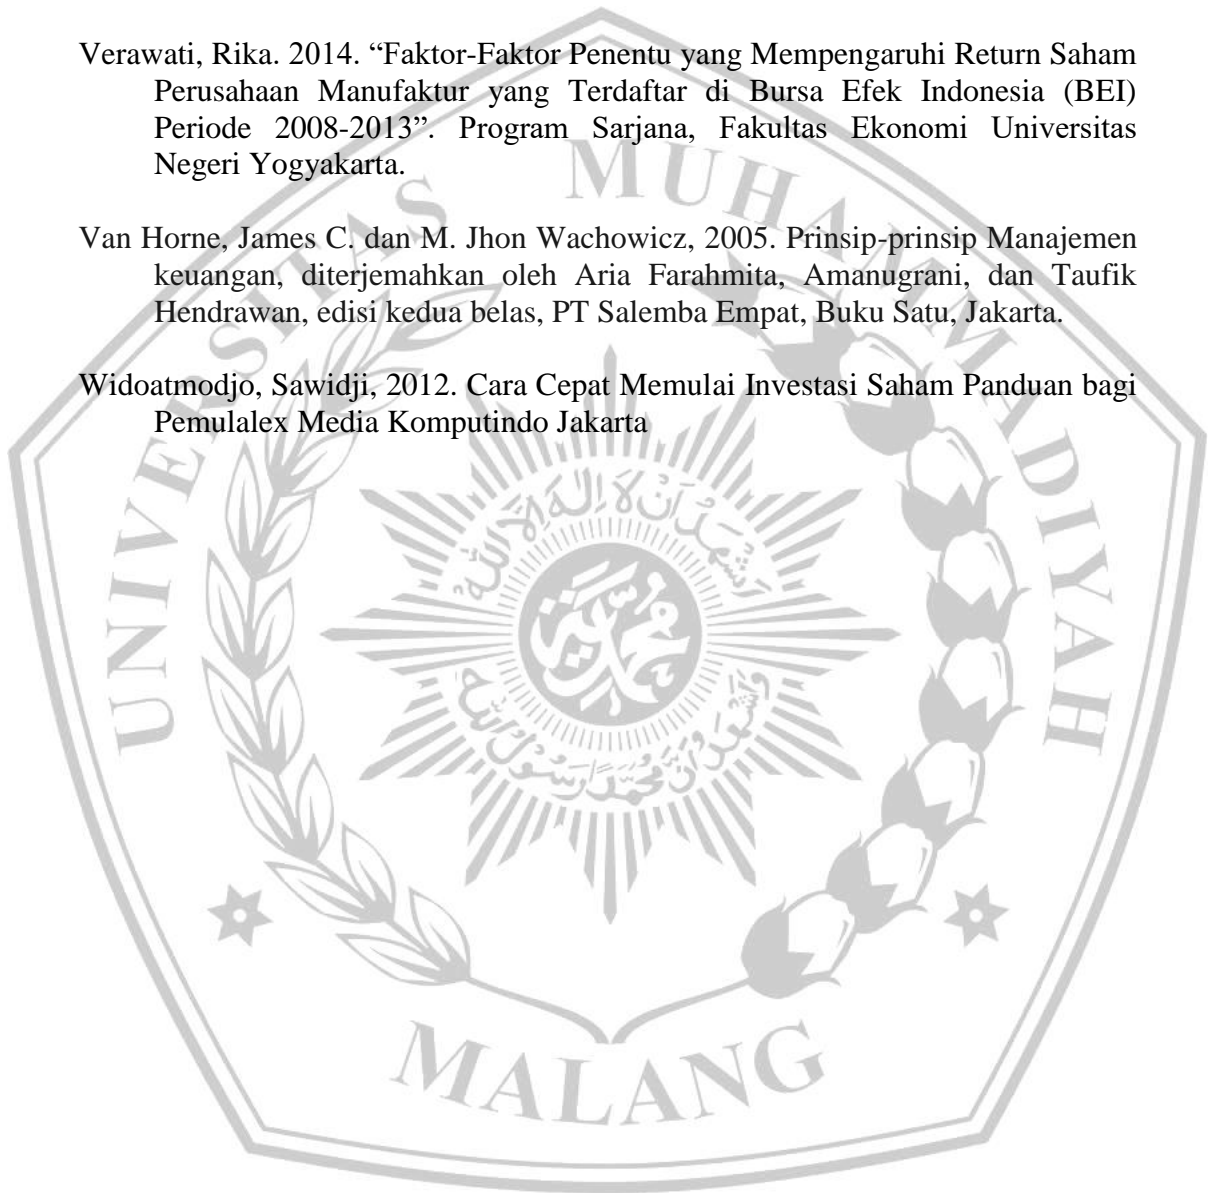 Verawati, Rika. 2014. “Faktor-Faktor Penentu yang Mempengaruhi Return Saham
Perusahaan Manufaktur yang Terdaftar di Bursa Efek Indonesia (BEI)
Periode 2008-2013”. Program Sarjana, Fakultas Ekonomi Universitas
Negeri Yogyakarta.
Van Horne, James C. dan M. Jhon Wachowicz, 2005. Prinsip-prinsip Manajemen
keuangan, diterjemahkan oleh Aria Farahmita, Amanugrani, dan Taufik
Hendrawan, edisi kedua belas, PT Salemba Empat, Buku Satu, Jakarta.
Widoatmodjo, Sawidji, 2012. Cara Cepat Memulai Investasi Saham Panduan bagi
Pemulalex Media Komputindo Jakarta
UNIVERSITAS MUHAMMADIYAH
MALANG